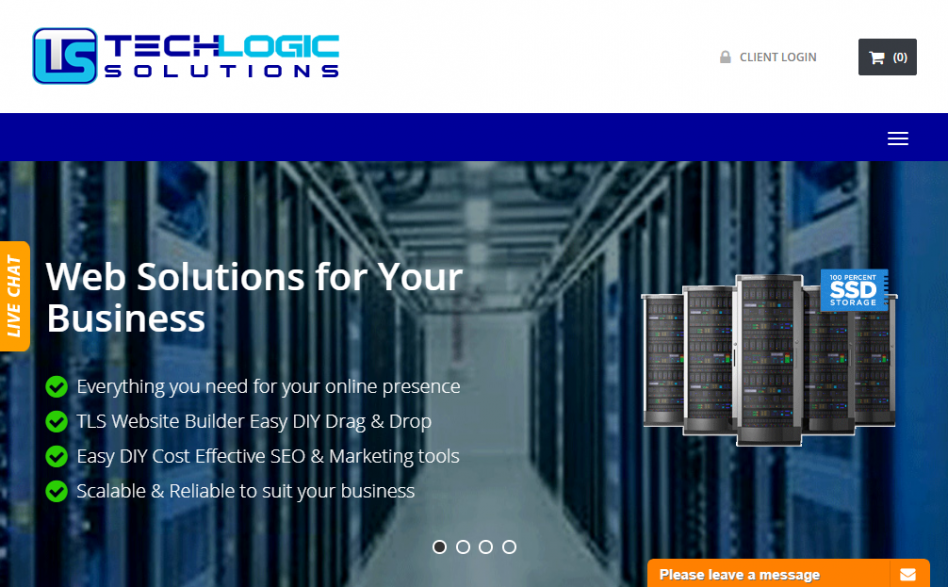 TLS TECHLOGIC
SOLUTIONS
CLIENT LOGIN
(0)
LIVE CHAT
Web Solutions for Your
Business
100 PERCENT
SSD
STORAGE
Everything you need for your online presence
TLS Website Builder Easy DIY Drag & Drop
Easy DIY Cost Effective SEO & Marketing tools
Scalable & Reliable to suit your business
Please leave a message